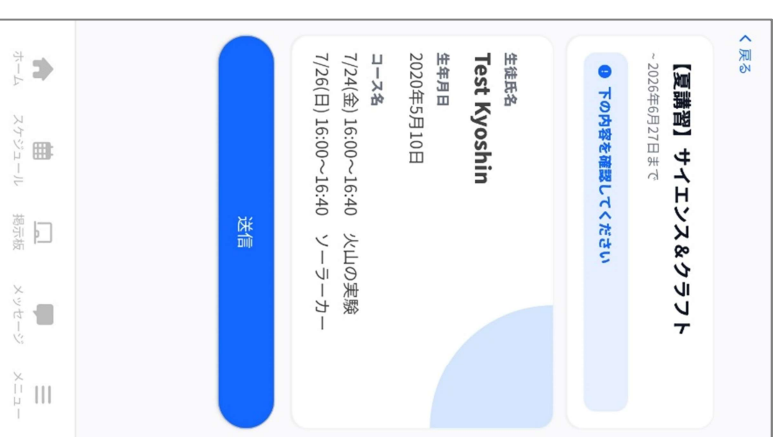 戻る
【夏講習】サイエンス&クラフト
~ 2026年6月27日まで
下の内容を確認してください
生徒氏名
Test Kyoshin
生年月日
2020年5月10日
コース名
7/24(金) 16:00〜16:40　火山の実験
7/26(日) 16:00〜16:40　ソーラーカー
送信
ホーム
スケジュール
掲示板
メッセージ
メニュー